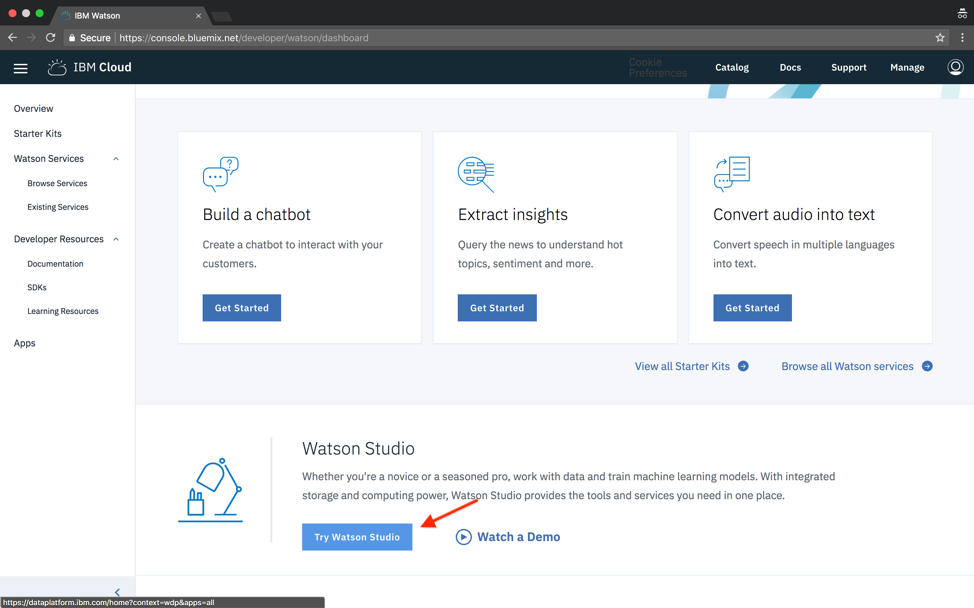 IBM Watson
Secure https://console.bluemix.net/developer/watson/dashboard
IBM Cloud
Cookie
Preferences
Catalog
Docs
Support
Manage
Overview
Starter Kits
Watson Services
Browse Services
Existing Services
Developer Resources
Documentation
SDKs
Learning Resources
Apps
?
Build a chatbot
Create a chatbot to interact with your
customers.
Get Started
Extract insights
Query the news to understand hot
topics, sentiment and more.
Get Started
Convert audio into text
Convert speech in multiple languages
into text.
Get Started
View all Starter Kits
Browse all Watson services
Watson Studio
Whether you're a novice or a seasoned pro, work with data and train machine learning models. With integrated
storage and computing power, Watson Studio provides the tools and services you need in one place.
Try Watson Studio
Watch a Demo
https://dataplatform.ibm.com/home?context=wdp&apps=all